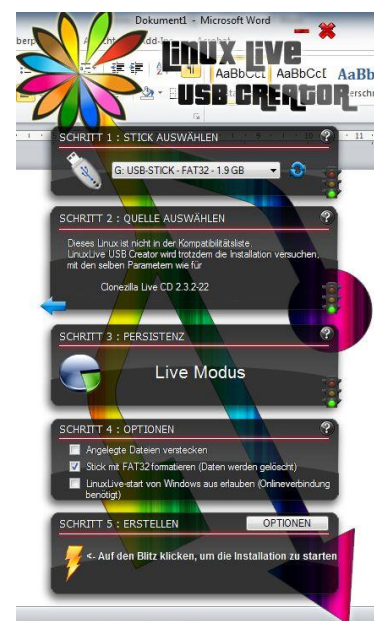 Dokument1 - Microsoft Word
LinuX Live
USB CReatoR
AaBbCcI AaBbCcI AaBb
SCHRITT 1 : STICK AUSWÄHLEN
?
G: USB-STICK - FAT32 - 1.9 GB
SCHRITT 2 : QUELLE AUSWÄHLEN
?
Dieses Linux ist nicht in der Kompatibilitätsliste.
LinuxLive USB Creator wird trotzdem die Installation versuchen,
mit den selben Parametern wie für
Clonezilla Live CD 2.3.2-22
SCHRITT 3 : PERSISTENZ
?
Live Modus
SCHRITT 4 : OPTIONEN
?
Angelegte Dateien verstecken
Stick mit FAT32 formatieren (Daten werden gelöscht)
LinuxLive-start von Windows aus erlauben (Onlineverbindung
benötigt)
SCHRITT 5 : ERSTELLEN
OPTIONEN
<- Auf den Blitz klicken, um die Installation zu starten